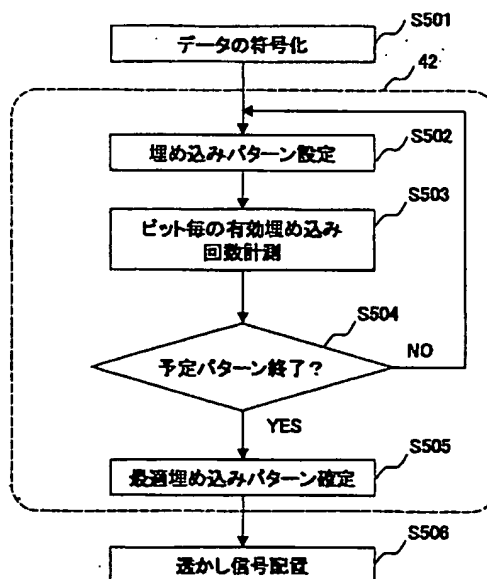 S501
データの符号化
42
S502
埋め込みパターン設定
S503
ビット毎の有効埋め込み
回数計測
S504
予定パターン終了?
NO
YES
S505
最適埋め込みパターン確定
S506
透かし信号配置